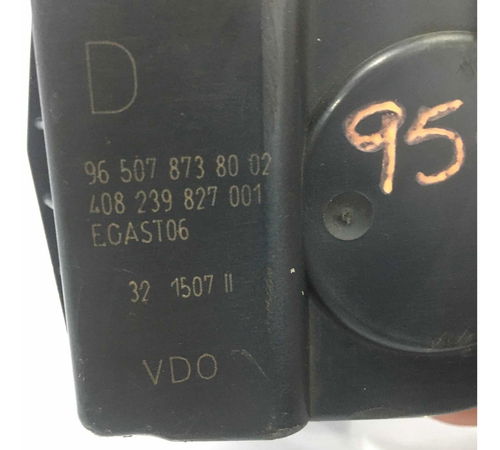 D
96 507 873 80 02
408 239 827 001
EGAST06
32 1507 II
VDO
95